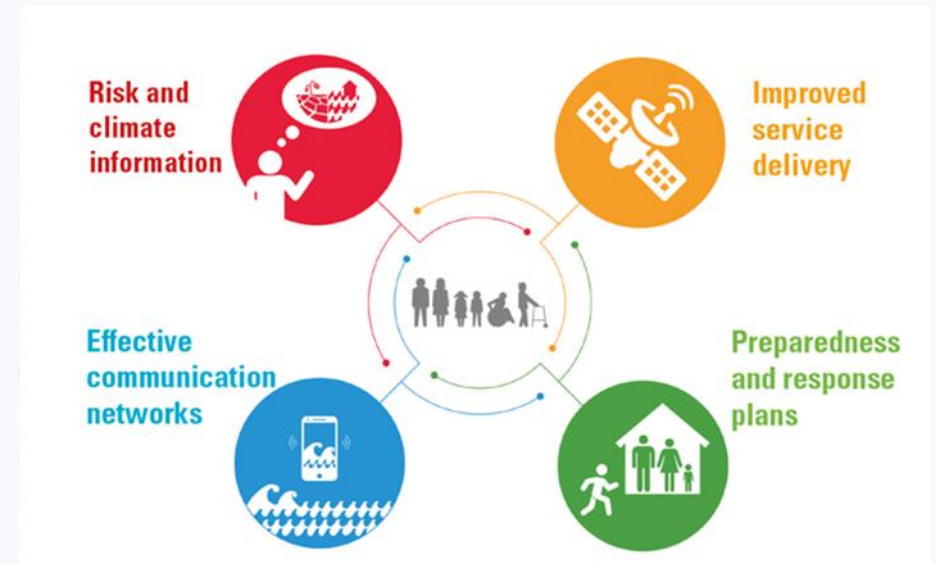 Risk and
climate
information
Improved
service
delivery
Effective
communication
networks
Preparedness
and response
plans